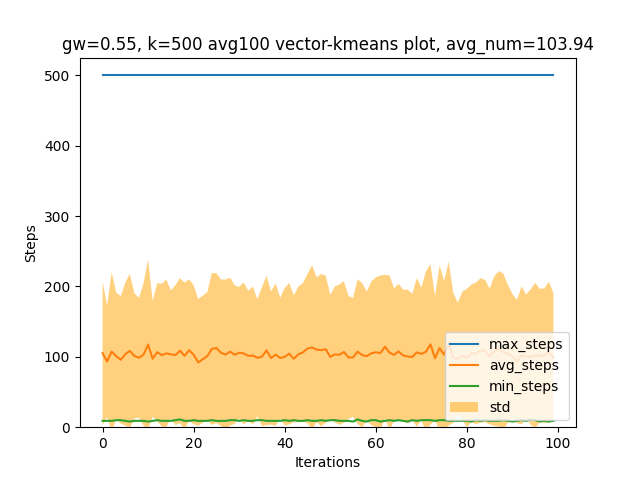 gw=0.55, k=500 avg100 vector-kmeans plot, avg_num=103.94
500
400
300
200
100
0
Steps
max_steps
avg_steps
min_steps
std
0
20
40
60
80
100
Iterations